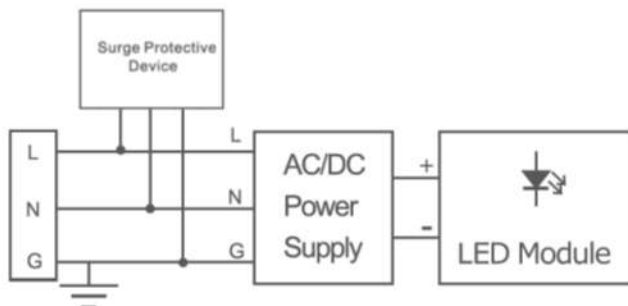 Surge Protective
Device
L
N
G
L
N
G
AC/DC
Power
Supply
+
-
LED Module